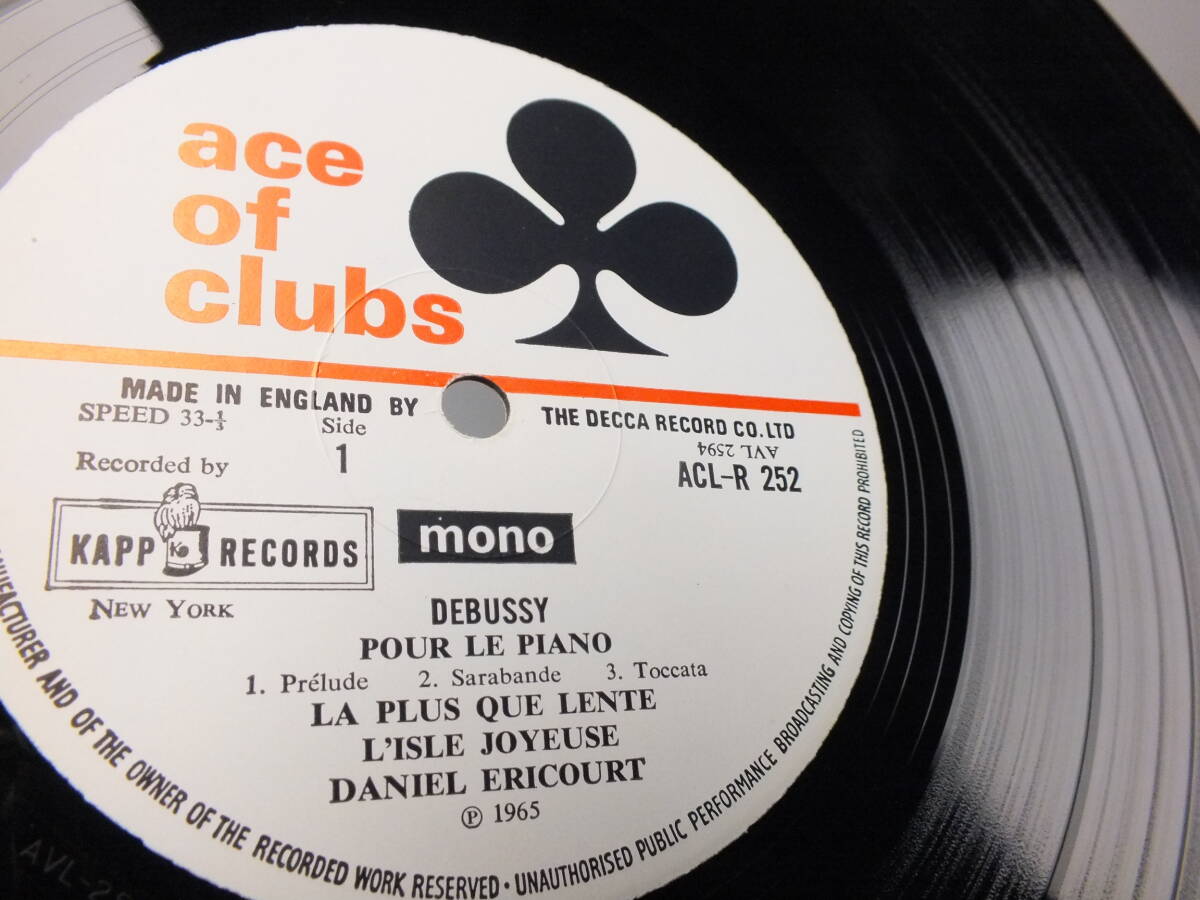 ace
of
clubs
MADE IN ENGLAND BY THE DECCA RECORD CO. LTD
SPEED 33-⅓
Side
1
AVL 2594
ACL-R 252
Recorded by
KAPP K RECORDS
NEW YORK
mono
DEBUSSY
POUR LE PIANO
1. Prélude 2. Sarabande 3. Toccata
LA PLUS QUE LENTE
L'ISLE JOYEUSE
DANIEL ERICOURT
Ⓟ 1965
AND OF THE OWNER OF THE RECORDED WORK RESERVED · UNAUTHORISED PUBLIC PERFORMANCE BROADCASTING AND COPYING OF THIS RECORD PROHIBITED